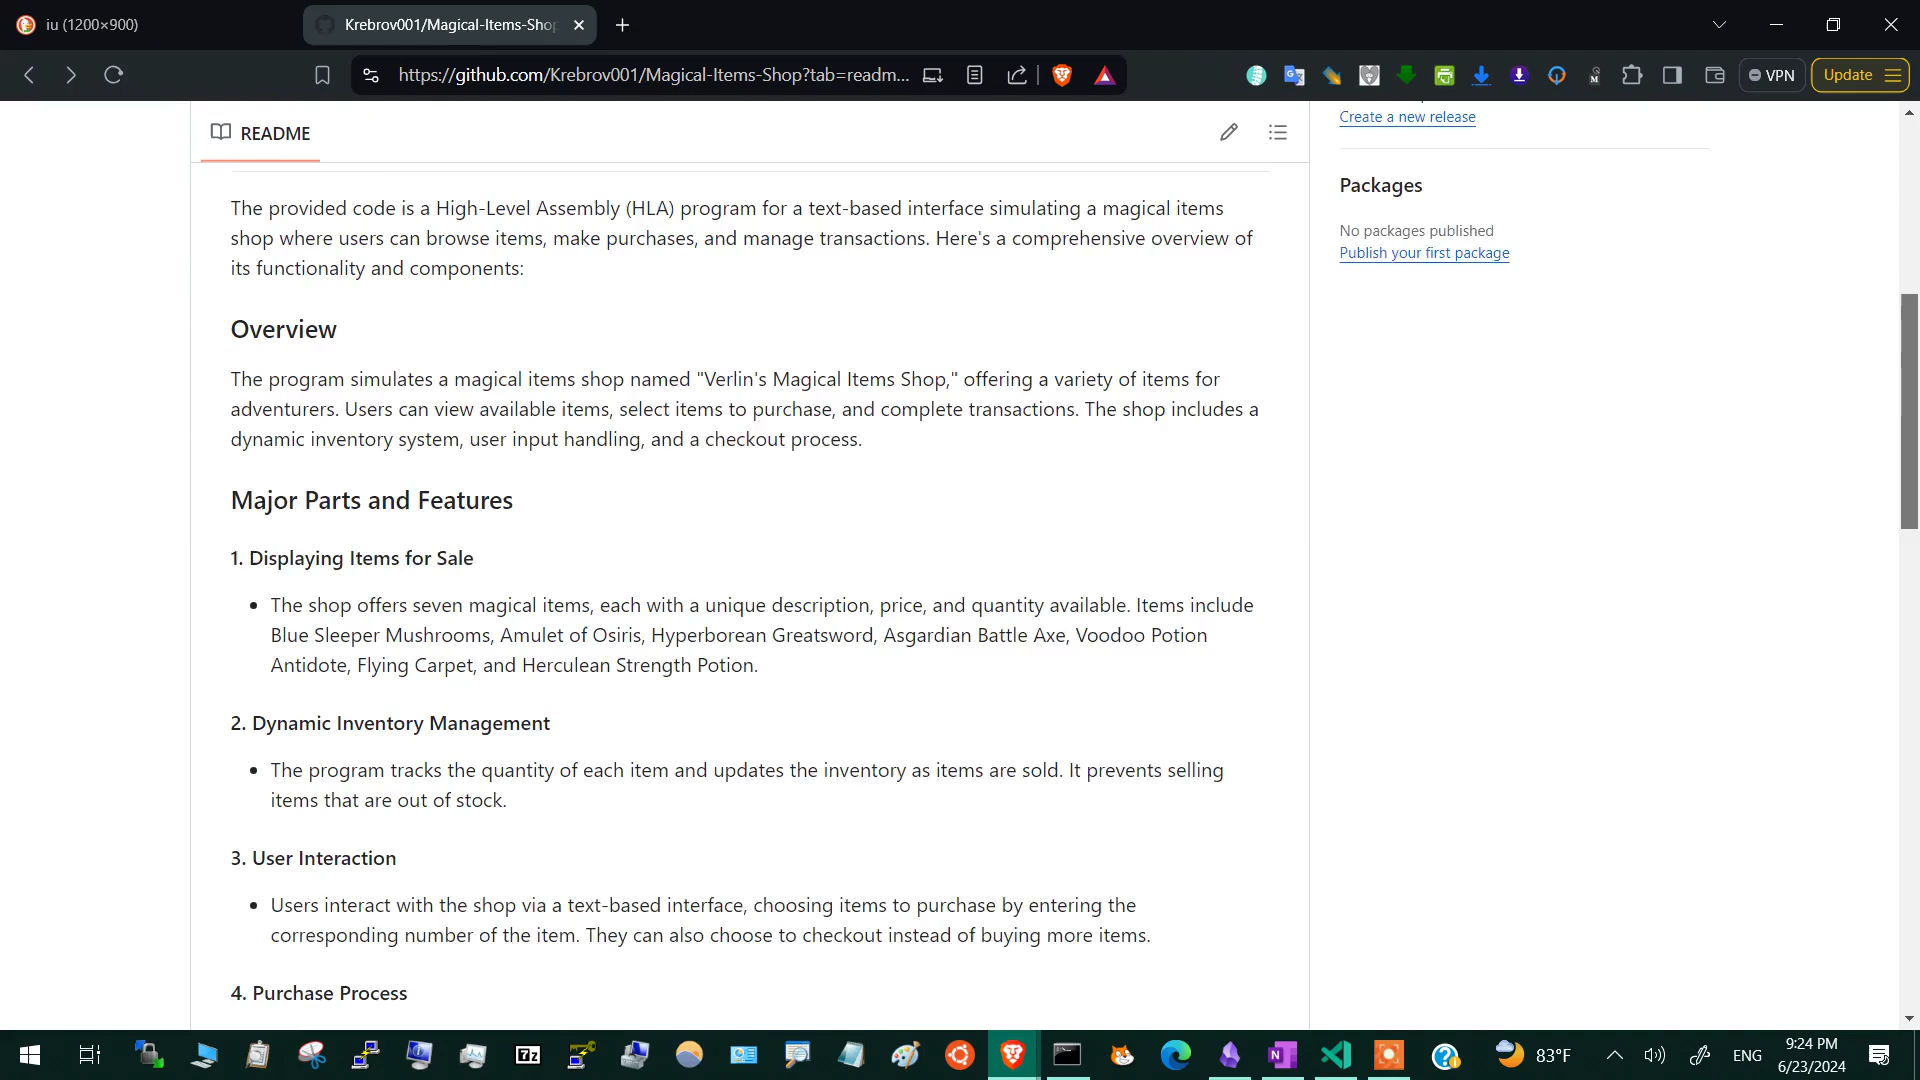 iu (1200×900)
Krebrov001/Magical-Items-Shop
https://github.com/Krebrov001/Magical-Items-Shop?tab=readm...
VPN
Update
README
Create a new release
Packages
No packages published
Publish your first package
The provided code is a High-Level Assembly (HLA) program for a text-based interface simulating a magical items
shop where users can browse items, make purchases, and manage transactions. Here's a comprehensive overview of
its functionality and components:
Overview
The program simulates a magical items shop named "Verlin's Magical Items Shop," offering a variety of items for
adventurers. Users can view available items, select items to purchase, and complete transactions. The shop includes a
dynamic inventory system, user input handling, and a checkout process.
Major Parts and Features
1. Displaying Items for Sale
The shop offers seven magical items, each with a unique description, price, and quantity available. Items include
Blue Sleeper Mushrooms, Amulet of Osiris, Hyperborean Greatsword, Asgardian Battle Axe, Voodoo Potion
Antidote, Flying Carpet, and Herculean Strength Potion.
2. Dynamic Inventory Management
The program tracks the quantity of each item and updates the inventory as items are sold. It prevents selling
items that are out of stock.
3. User Interaction
Users interact with the shop via a text-based interface, choosing items to purchase by entering the
corresponding number of the item. They can also choose to checkout instead of buying more items.
4. Purchase Process
7z
83°F
ENG
9:24 PM
6/23/2024